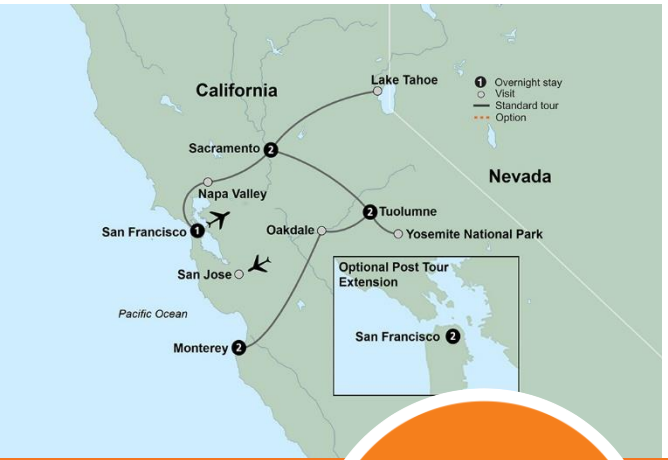 Lake Tahoe
California
1 Overnight stay
Visit
Standard tour
Option
Sacramento 2
Nevada
Napa Valley
2 Tuolumne
San Francisco 1
Oakdale
Yosemite National Park
Optional Post Tour
Extension
San Jose
Pacific Ocean
San Francisco 2
Monterey 2